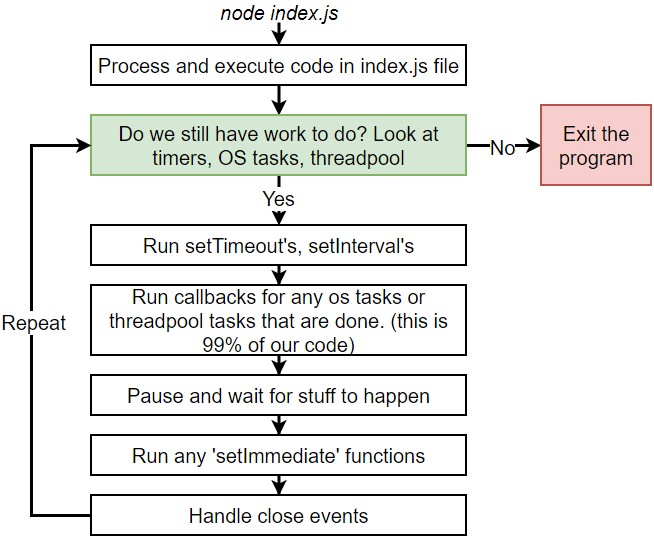 node index.js
Process and execute code in index.js file
Do we still have work to do? Look at
timers, OS tasks, threadpool
No
Exit the
program
Yes
Run setTimeout's, setInterval's
Run callbacks for any os tasks or
threadpool tasks that are done. (this is
99% of our code)
Repeat
Pause and wait for stuff to happen
Run any 'setImmediate' functions
Handle close events